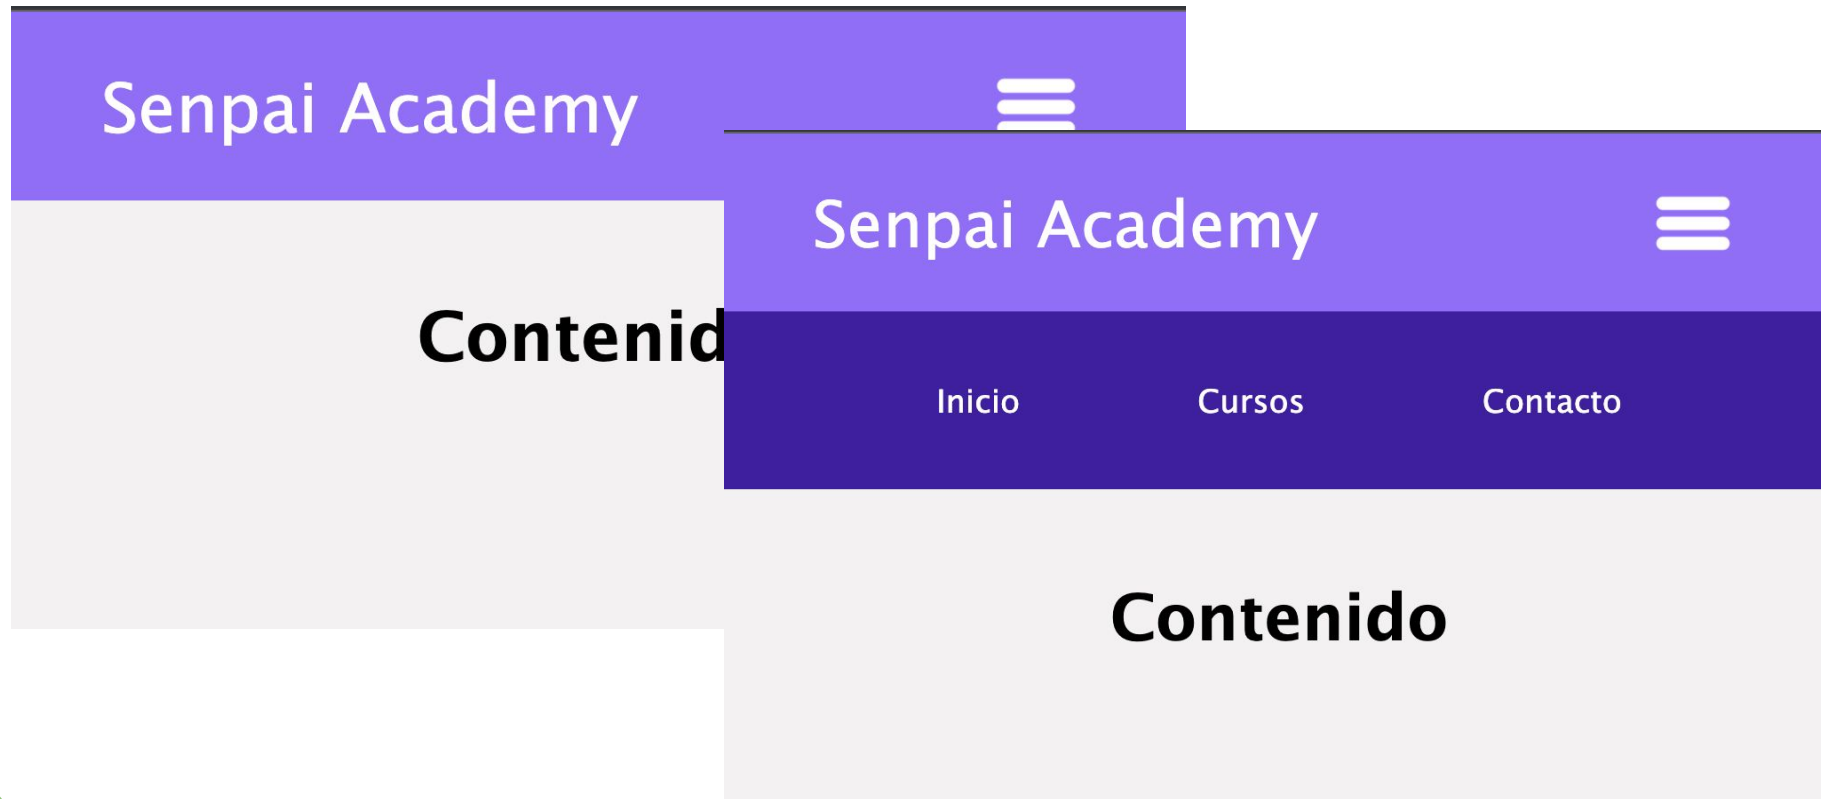 Senpai Academy
Contenid
Senpai Academy
Inicio Cursos Contacto
Contenido